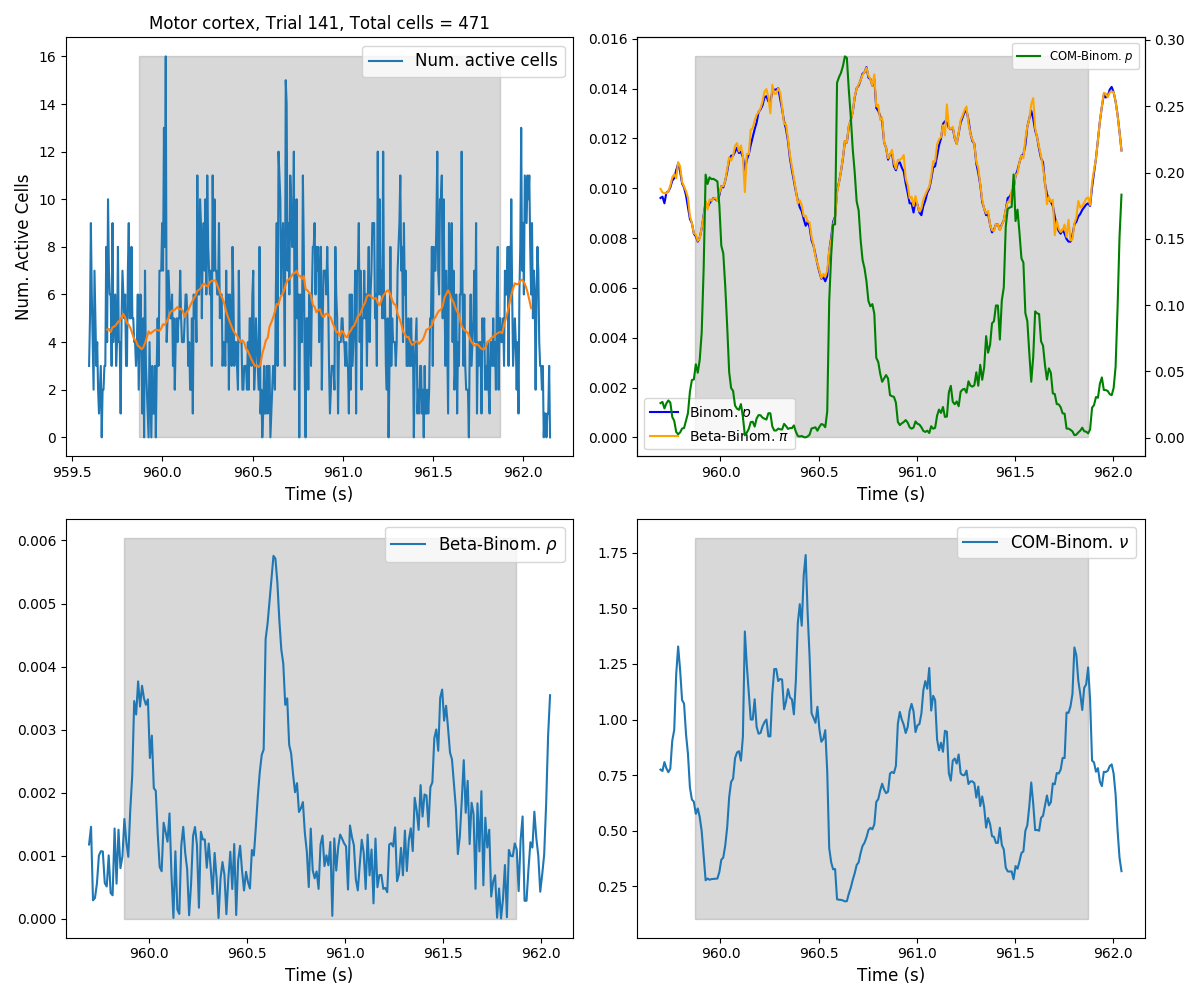 Motor cortex, Trial 141, Total cells = 471
Num. active cells
Num. Active Cells
16
14
12
10
8
6
4
2
0
959.5 960.0 960.5 961.0 961.5 962.0
Time (s)
COM-Binom. p
0.016
0.014
0.012
0.010
0.008
0.006
0.004
0.002
0.000
0.30
0.25
0.20
0.15
0.10
0.05
0.00
Binom. p
Beta-Binom. π
960.0 960.5 961.0 961.5 962.0
Time (s)
Beta-Binom. ρ
0.006
0.005
0.004
0.003
0.002
0.001
0.000
960.0 960.5 961.0 961.5 962.0
Time (s)
COM-Binom. ν
1.75
1.50
1.25
1.00
0.75
0.50
0.25
960.0 960.5 961.0 961.5 962.0
Time (s)